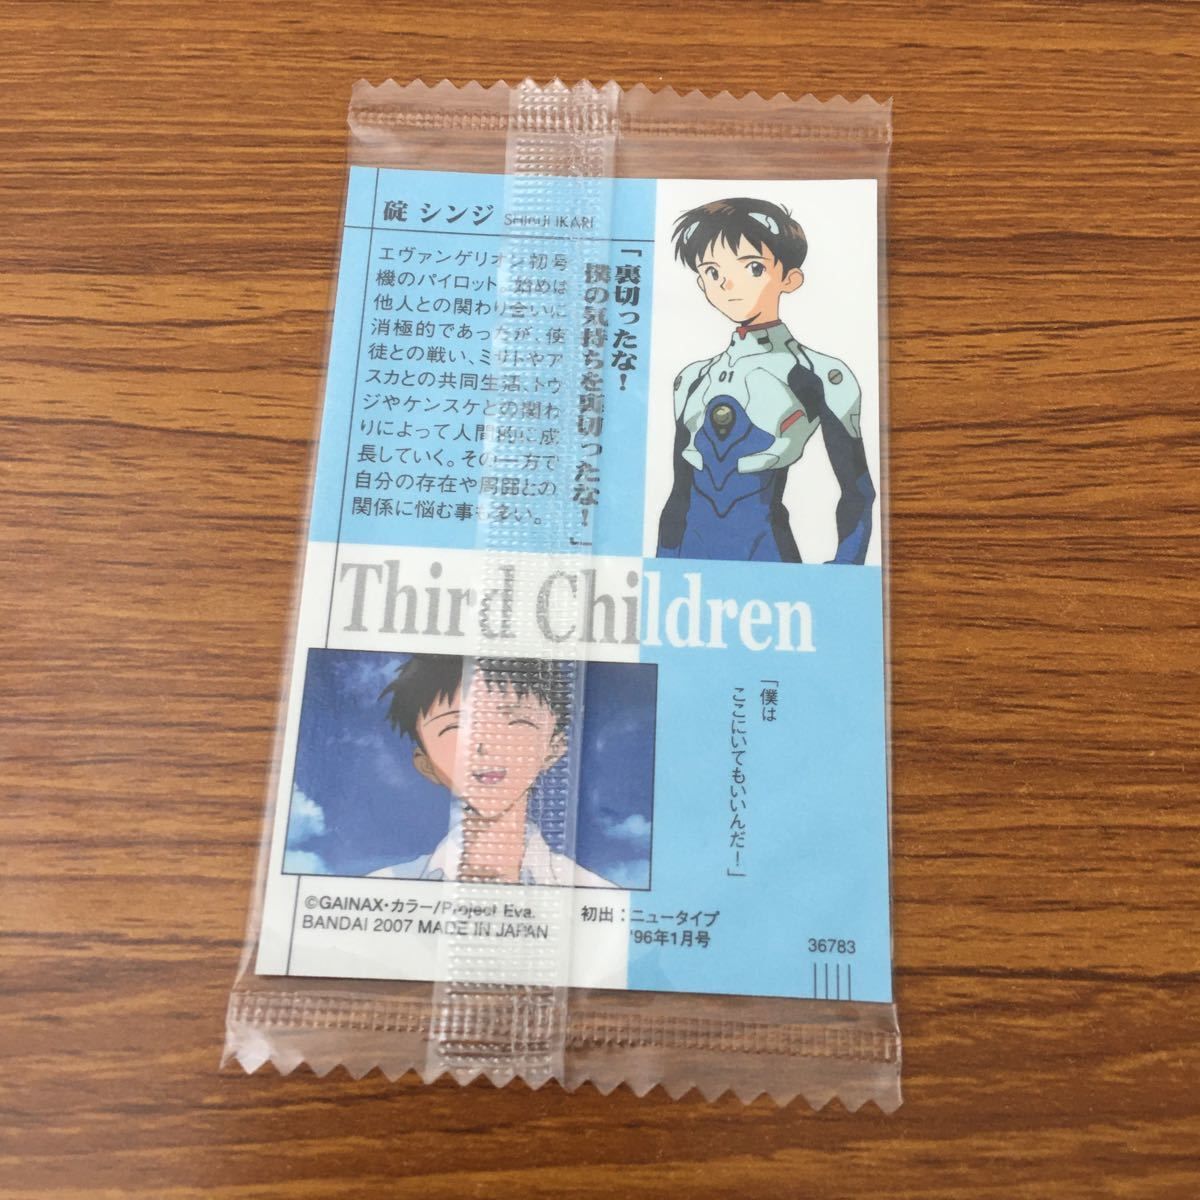 碇 シンジ SHINJI IKARI
エヴァンゲリオン初号
機のパイロット。始めは
他人との関わり合いに
消極的であったが、使
徒との戦い、ミサトやア
スカとの共同生活、トウ
ジやケンスケとの関わ
りによって人間的に成
長していく。その一方で
自分の存在や周囲との
関係に悩む事も多い。
「裏切ったな!
僕の気持ちを裏切ったな!」
01
Third Children
「僕は
ここにいてもいいんだ!」
©GAINAX・カラー/Project Eva.
BANDAI 2007 MADE IN JAPAN
初出:ニュータイプ
'96年1月号
36783